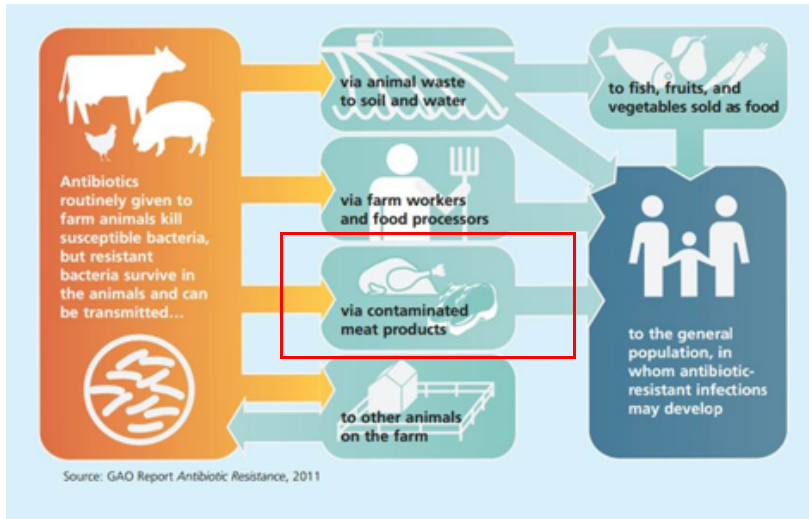 Antibiotics
routinely given to
farm animals kill
susceptible bacteria,
but resistant
bacteria survive in
the animals and can
be transmitted...
via animal waste
to soil and water
to fish, fruits, and
vegetables sold as food
via farm workers
and food processors
via contaminated
meat products
to other animals
on the farm
to the general
population, in
whom antibiotic-
resistant infections
may develop
Source: GAO Report Antibiotic Resistance, 2011